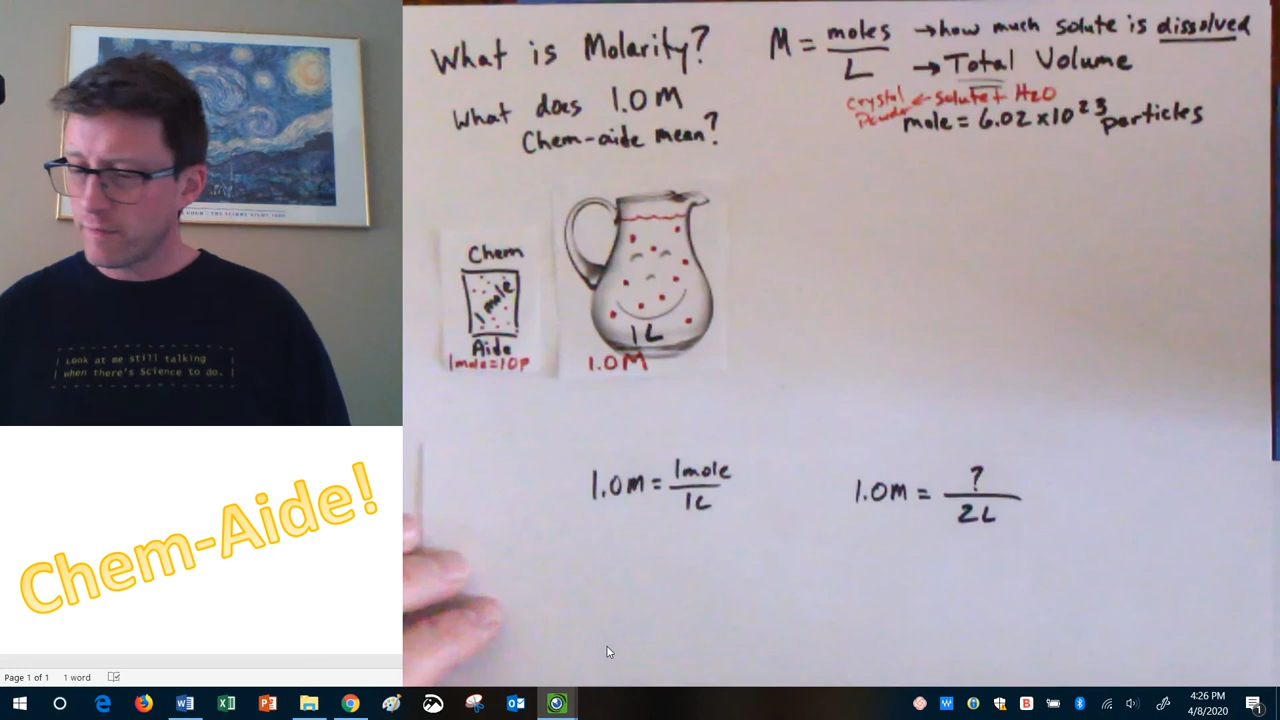 What is Molarity?
What does 1.0 M
Chem-aide mean?
M = moles → how much solute is dissolved
L → Total Volume
Crystal Powder ← solute + H2O
mole = 6.02 x 10 23 particles
Chem
1 mole
Aide
1mole=10p
1L
1.0M
1.0M = 1mole
1L
1.0M = ?
2L
Look at me still talking
when there's science to do.
Chem-Aide!
Page 1 of 1 1 word
4:26 PM
4/8/2020